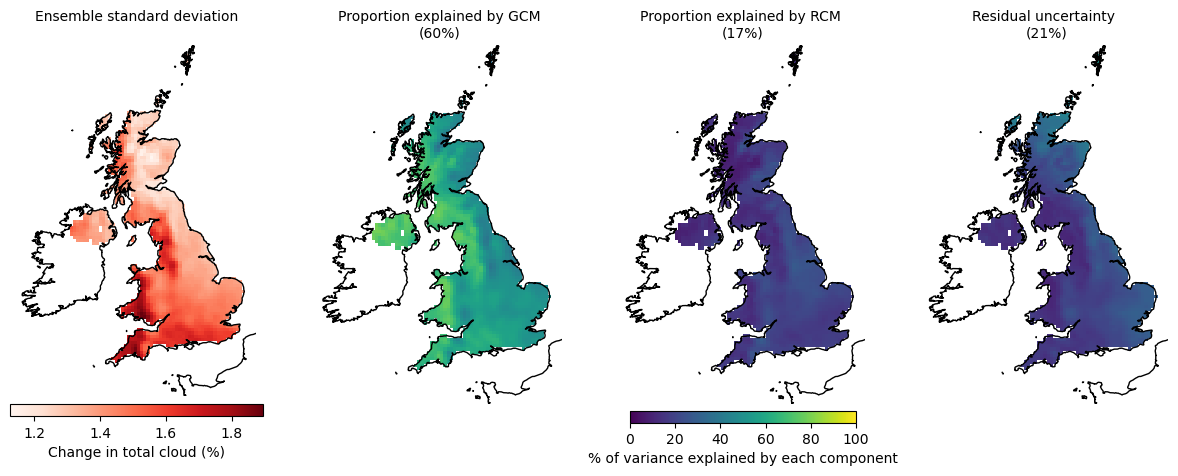 Ensemble standard deviation
Proportion explained by GCM
(60%)
Proportion explained by RCM
(17%)
Residual uncertainty
(21%)
1.2 1.4 1.6 1.8
Change in total cloud (%)
0 20 40 60 80 100
% of variance explained by each component